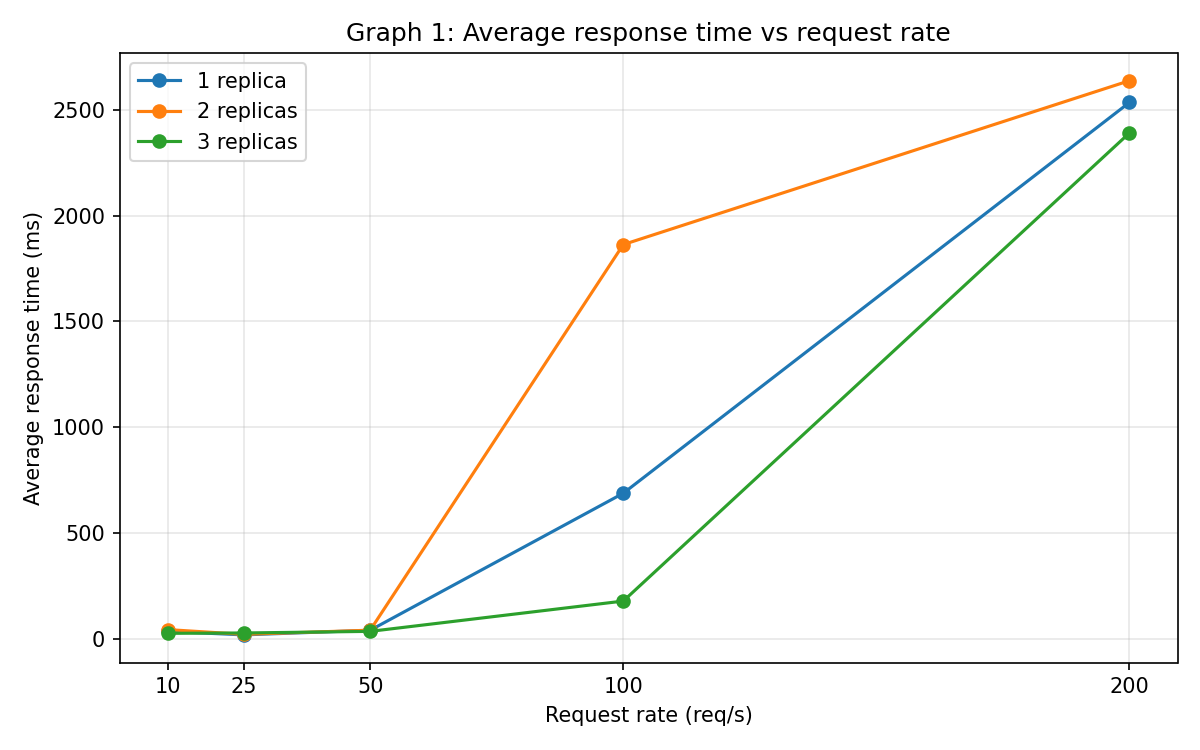 Graph 1: Average response time vs request rate
1 replica
2 replicas
3 replicas
Average response time (ms)
2500
2000
1500
1000
500
0
10 25 50 100 200
Request rate (req/s)